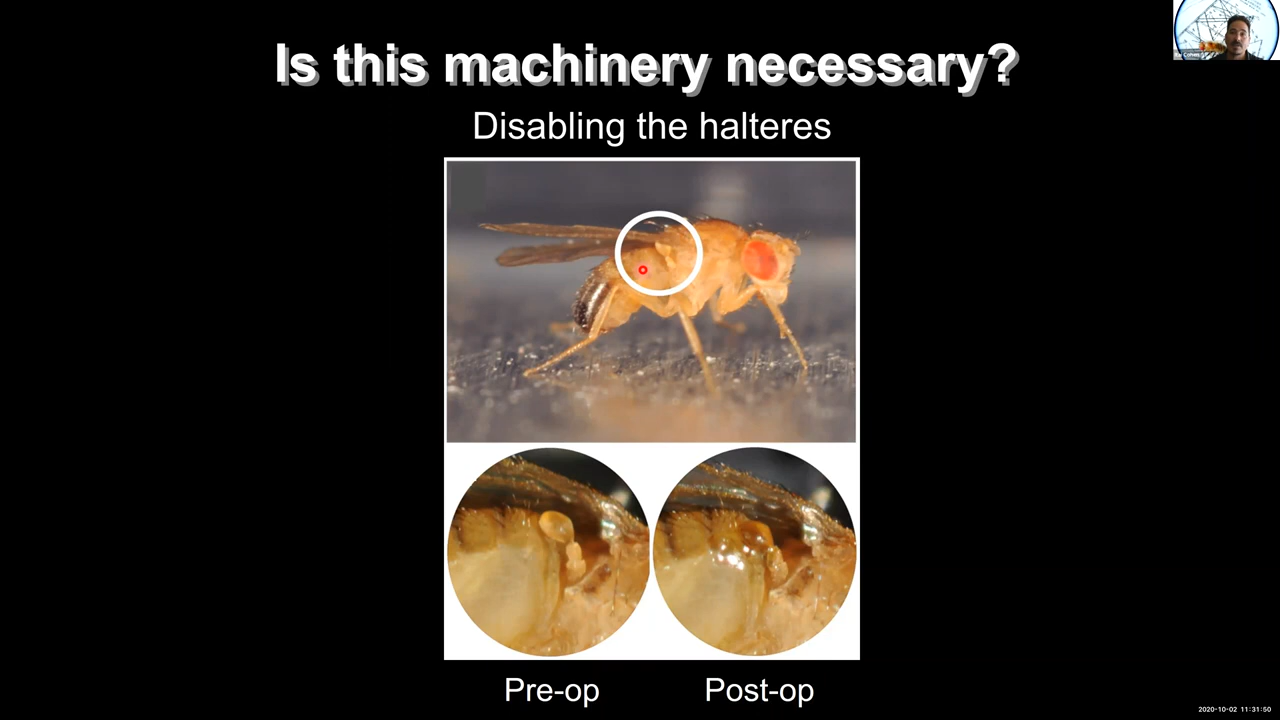 Is this machinery necessary?
Disabling the halteres
Pre-op
Post-op
2020-10-02 11:31:50